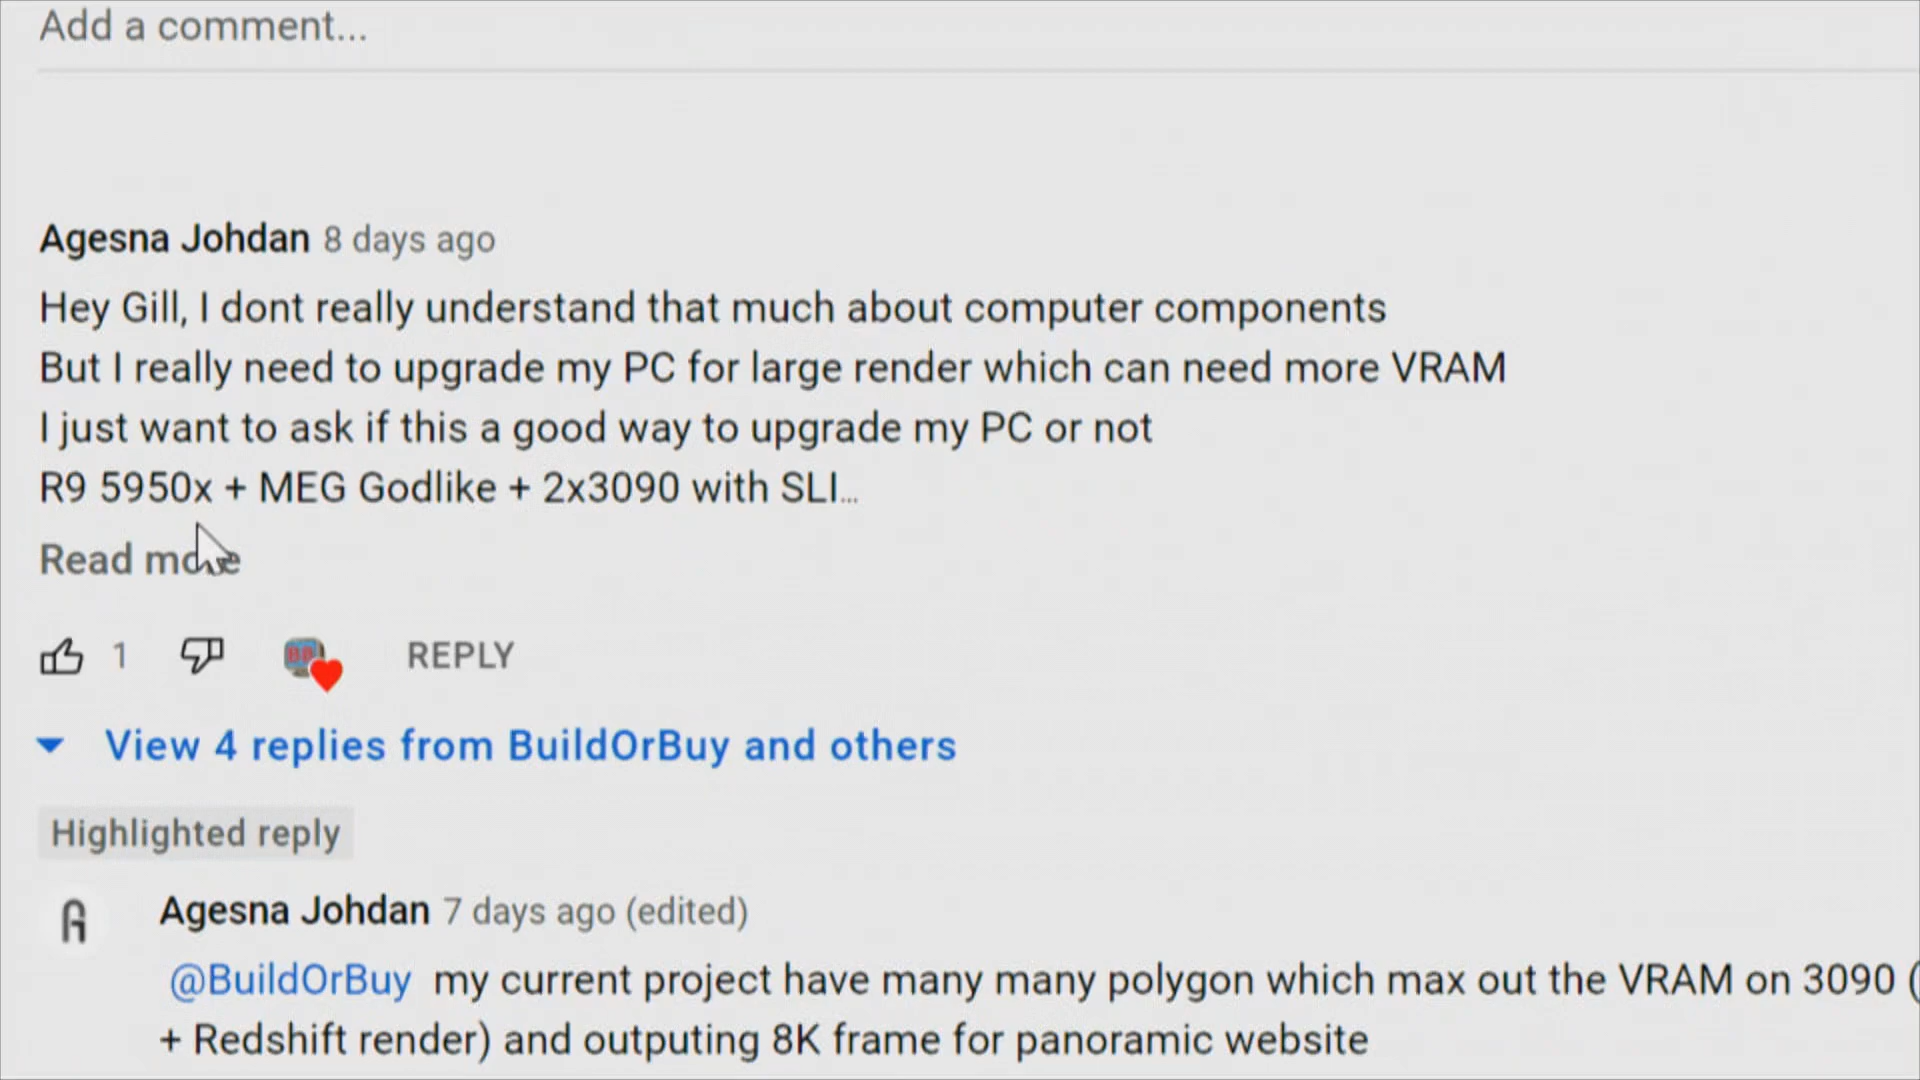 Add a comment...
Agesna Johdan 8 days ago
Hey Gill, I dont really understand that much about computer components
But I really need to upgrade my PC for large render which can need more VRAM
I just want to ask if this a good way to upgrade my PC or not
R9 5950x + MEG Godlike + 2x3090 with SLI...
Read more
1 REPLY
View 4 replies from BuildOrBuy and others
Highlighted reply
Agesna Johdan 7 days ago (edited)
@BuildOrBuy my current project have many many polygon which max out the VRAM on 3090 (
+ Redshift render) and outputing 8K frame for panoramic website